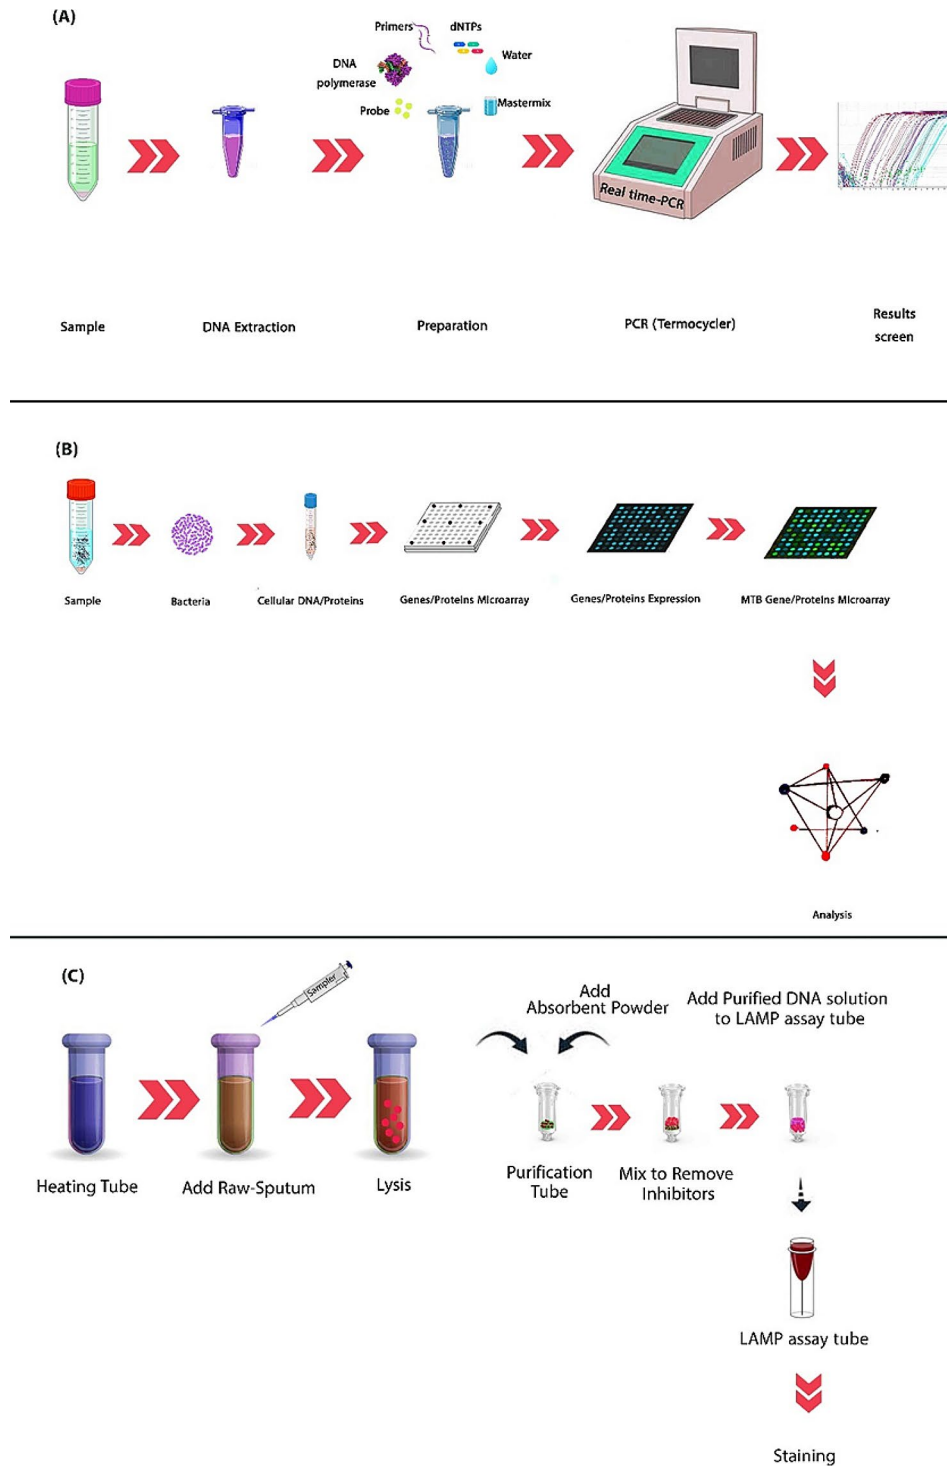 (A)
Primers
dNTPs
DNA
polymerase
Water
Probe
Mastermix
Real time-PCR
Sample
DNA Extraction
Preparation
PCR (Termocycler)
Results
screen
(B)
Sample
Bacteria
Cellular DNA/Proteins
Genes/Proteins Microarray
Genes/Proteins Expression
MTB Gene/Proteins Microarray
Analysis
(C)
Sampler
Add
Absorbent Powder
Add Purified DNA solution
to LAMP assay tube
Heating Tube
Add Raw-Sputum
Lysis
Purification
Tube
Mix to Remove
Inhibitors
LAMP assay tube
Staining